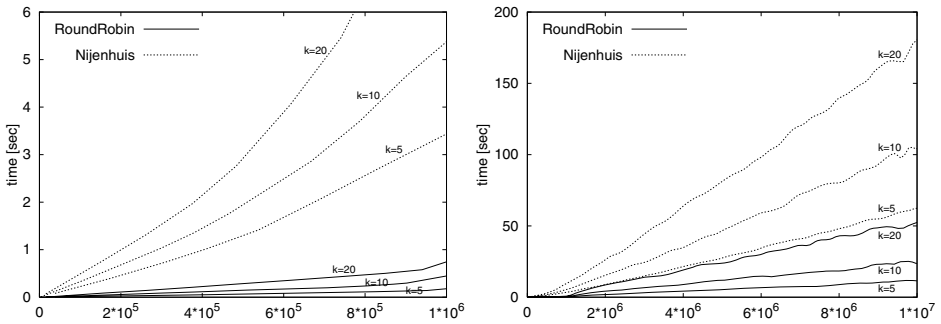 RoundRobin
Nijenhuis
time [sec]
6
5
4
3
2
1
0
k=20
k=10
k=5
k=20
k=10
k=5
0
2*10^5
4*10^5
6*10^5
8*10^5
1*10^6
RoundRobin
Nijenhuis
time [sec]
200
150
100
50
0
k=20
k=10
k=5
k=20
k=10
k=5
0
2*10^6
4*10^6
6*10^6
8*10^6
1*10^7